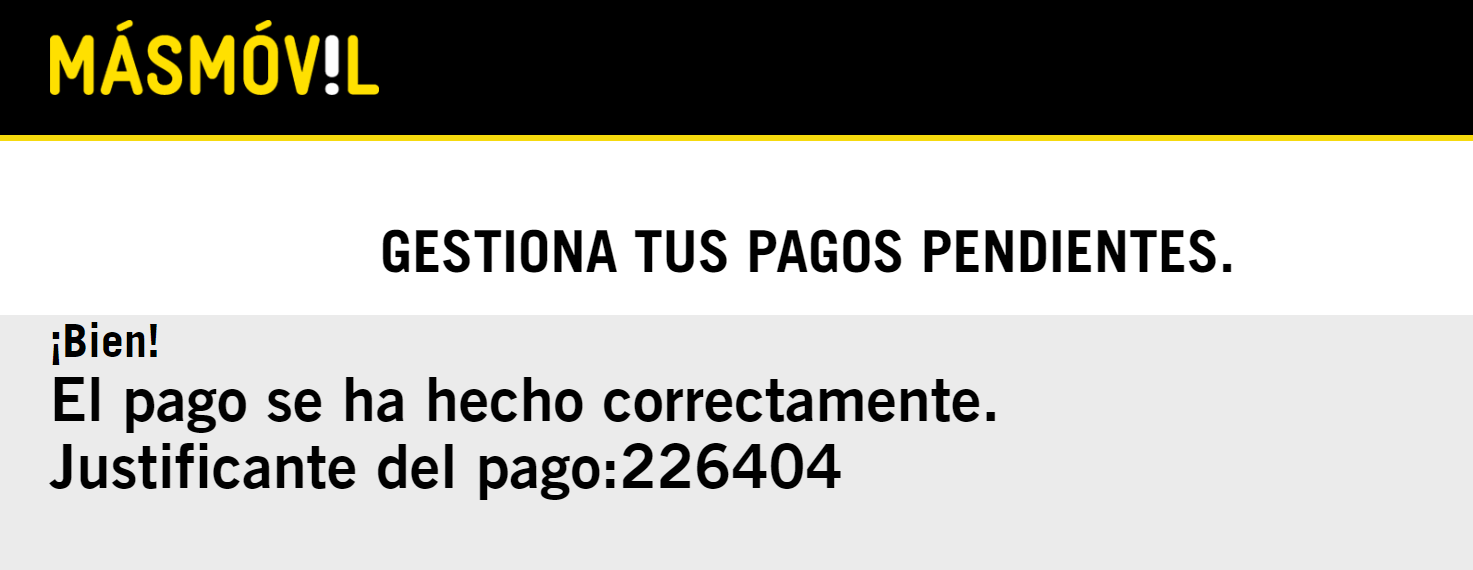 MÁSMÓV!L
GESTIONA TUS PAGOS PENDIENTES.
¡Bien!
El pago se ha hecho correctamente.
Justificante del pago:226404